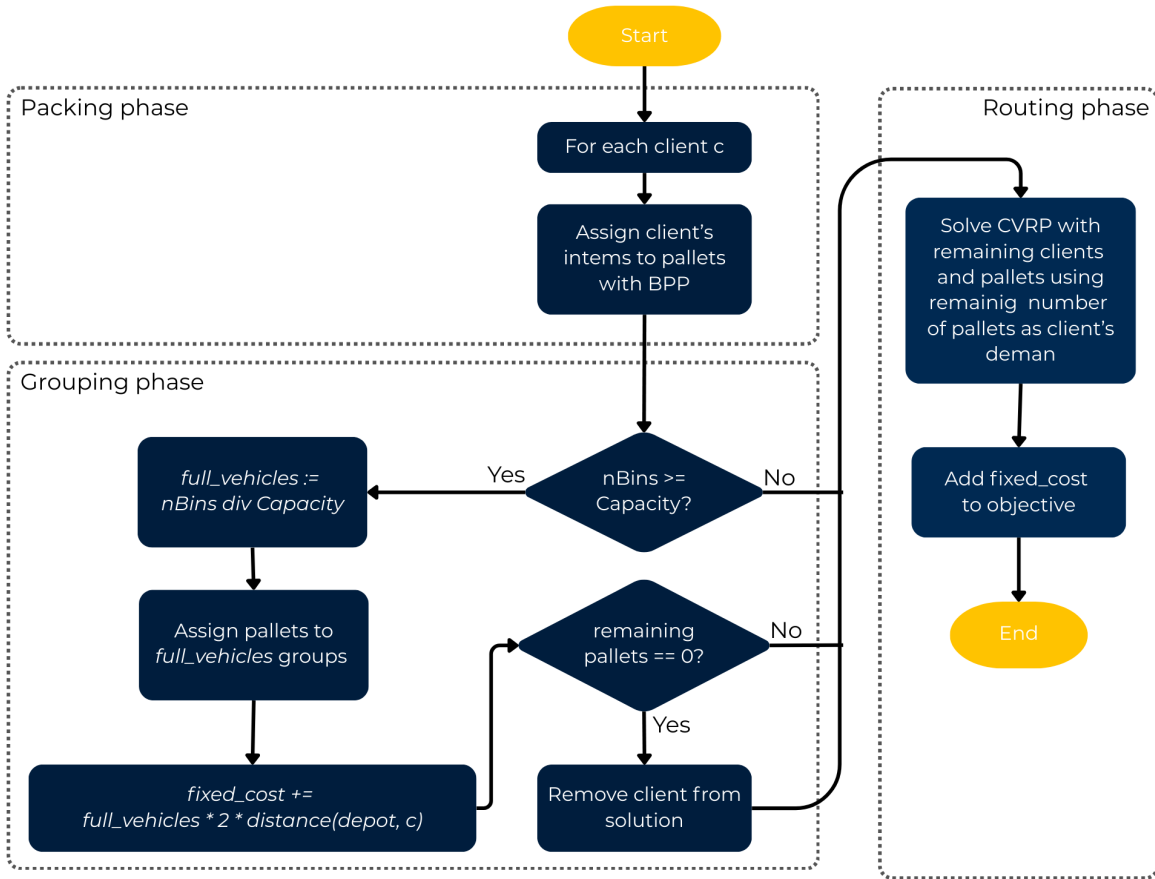 Start
Packing phase
For each client c
Assign client's
intems to pallets
with BPP
Grouping phase
nBins >=
Capacity?
Yes
No
full_vehicles :=
nBins div Capacity
Assign pallets to
full_vehicles groups
fixed_cost +=
full_vehicles * 2 * distance(depot, c)
remaining
pallets == 0?
No
Yes
Remove client from
solution
Routing phase
Solve CVRP with
remaining clients
and pallets using
remainig number
of pallets as client's
deman
Add fixed_cost
to objective
End